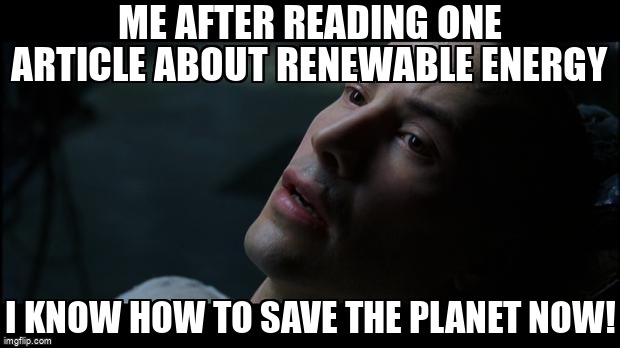 ME AFTER READING ONE
ARTICLE ABOUT RENEWABLE ENERGY
I KNOW HOW TO SAVE THE PLANET NOW!
imgflip.com